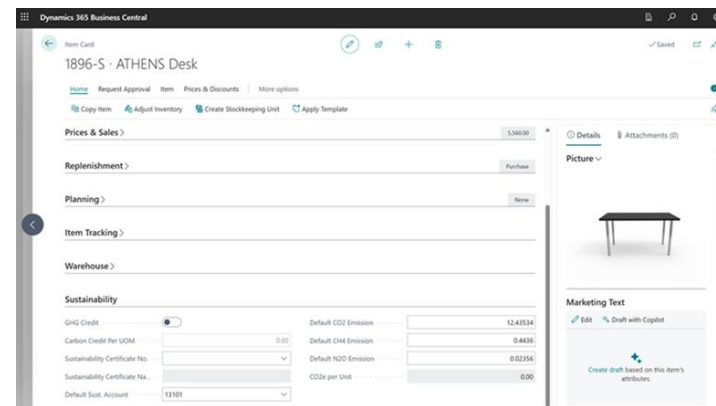 Dynamics 365 Business Central
Item Card
Saved
1896-S · ATHENS Desk
Home Request Approval Item Prices & Discounts More options
Copy Item Adjust Inventory Create Stockkeeping Unit Apply Template
Prices & Sales 5,560.00
Replenishment Purchase
Planning None
Item Tracking
Warehouse
Sustainability
GHG Credit
Carbon Credit Per UOM 0.00
Sustainability Certificate No.
Sustainability Certificate Na...
Default Sust. Account 13101
Default CO2 Emission 12.43534
Default CH4 Emission 0.4436
Default N2O Emission 0.02356
CO2e per Unit 0.00
Details Attachments (0)
Picture
Marketing Text
Edit Draft with Copilot
Create draft based on this item's
attributes.